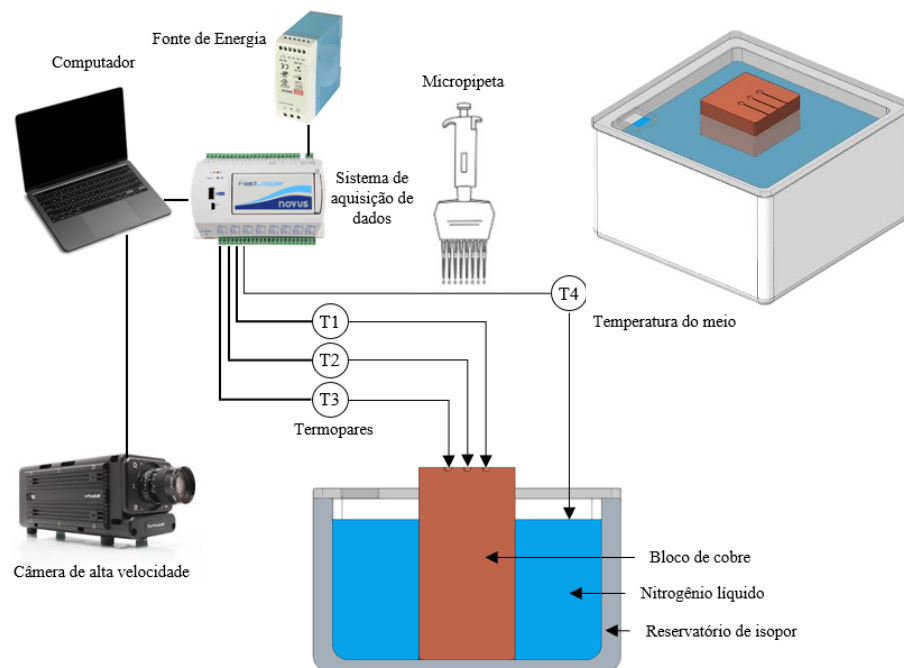 Fonte de Energia
Computador
Micropipeta
FieldLogger
novus
Sistema de
aquisição de
dados
T4
T1
Temperatura do meio
T2
T3
Termopares
Bloco de cobre
Nitrogênio líquido
Reservatório de isopor
Câmera de alta velocidade